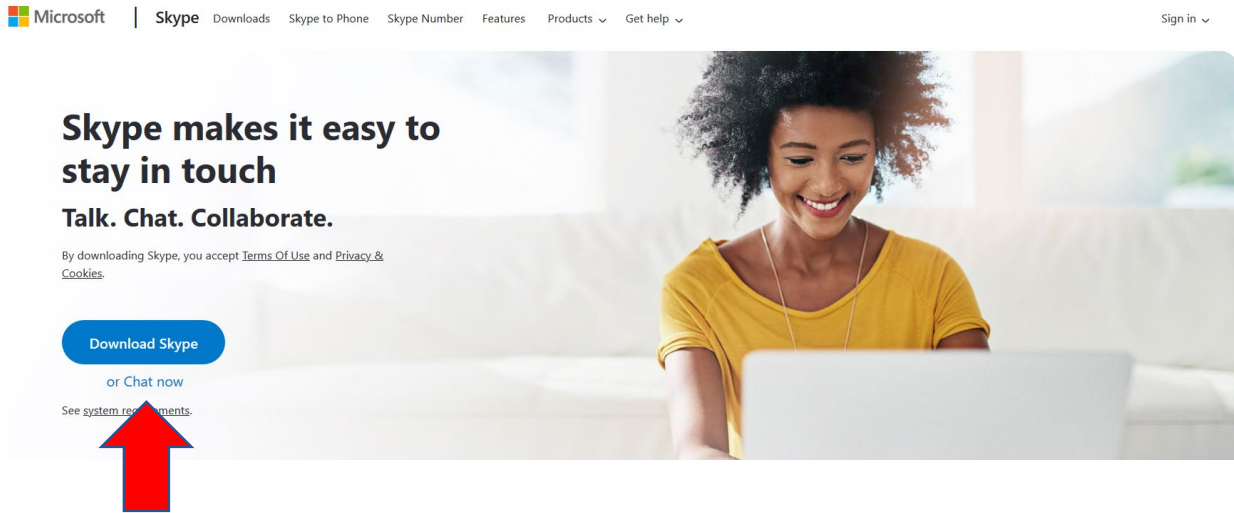 Microsoft Skype Downloads Skype to Phone Skype Number Features Products Get help Sign in
Skype makes it easy to
stay in touch
Talk. Chat. Collaborate.
By downloading Skype, you accept Terms Of Use and Privacy &
Cookies.
Download Skype
or Chat now
See system requirements.